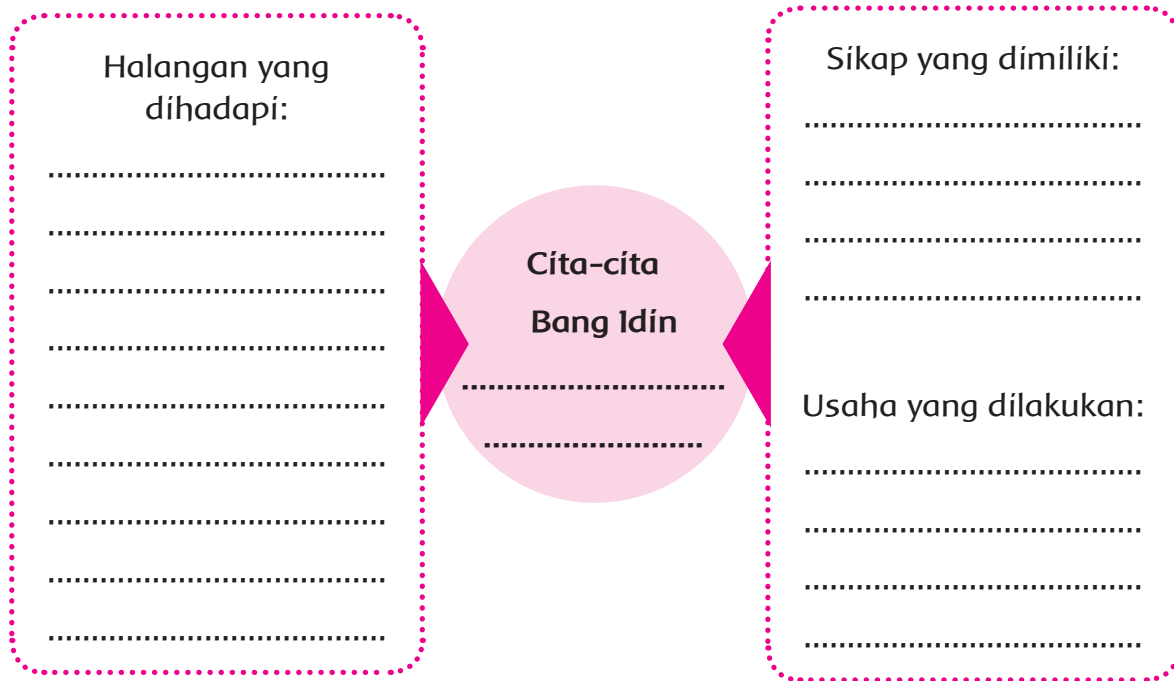 Halangan yang
dihadapi:
Cita-cita
Bang Idin
Sikap yang dimiliki:
Usaha yang dilakukan: